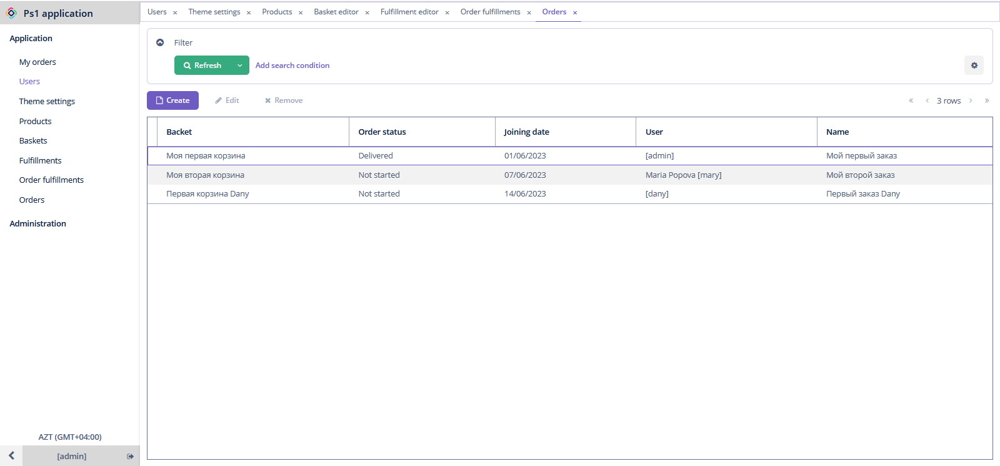 Ps1 application
Users × Theme settings × Products × Basket editor × Fulfillment editor × Order fulfillments × Orders ×
Application
My orders
Users
Theme settings
Products
Baskets
Fulfillments
Order fulfillments
Orders
Administration
Filter
Refresh Add search condition
Create Edit Remove « ‹ 3 rows › »
Backet Order status Joining date User Name
Моя первая корзина Delivered 01/06/2023 [admin] Мой первый заказ
Моя вторая корзина Not started 07/06/2023 Maria Popova [mary] Мой второй заказ
Первая корзина Dany Not started 14/06/2023 [dany] Первый заказ Dany
AZT (GMT+04:00)
[admin]